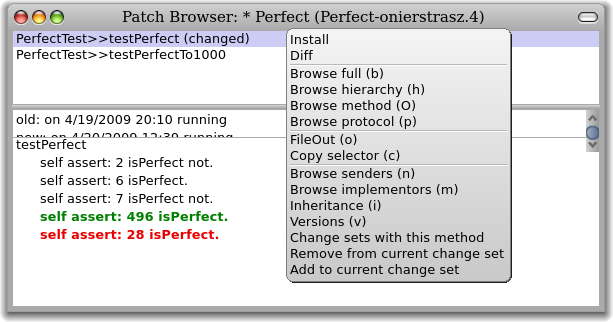 Patch Browser: * Perfect (Perfect-onierstrasz.4)
PerfectTest>>testPerfect (changed)
PerfectTest>>testPerfectTo1000
old: on 4/19/2009 20:10 running
new: on 4/20/2009 12:39 running
testPerfect
self assert: 2 isPerfect not.
self assert: 6 isPerfect.
self assert: 7 isPerfect not.
self assert: 496 isPerfect.
self assert: 28 isPerfect.
Install
Diff
Browse full (b)
Browse hierarchy (h)
Browse method (O)
Browse protocol (p)
FileOut (o)
Copy selector (c)
Browse senders (n)
Browse implementors (m)
Inheritance (i)
Versions (v)
Change sets with this method
Remove from current change set
Add to current change set